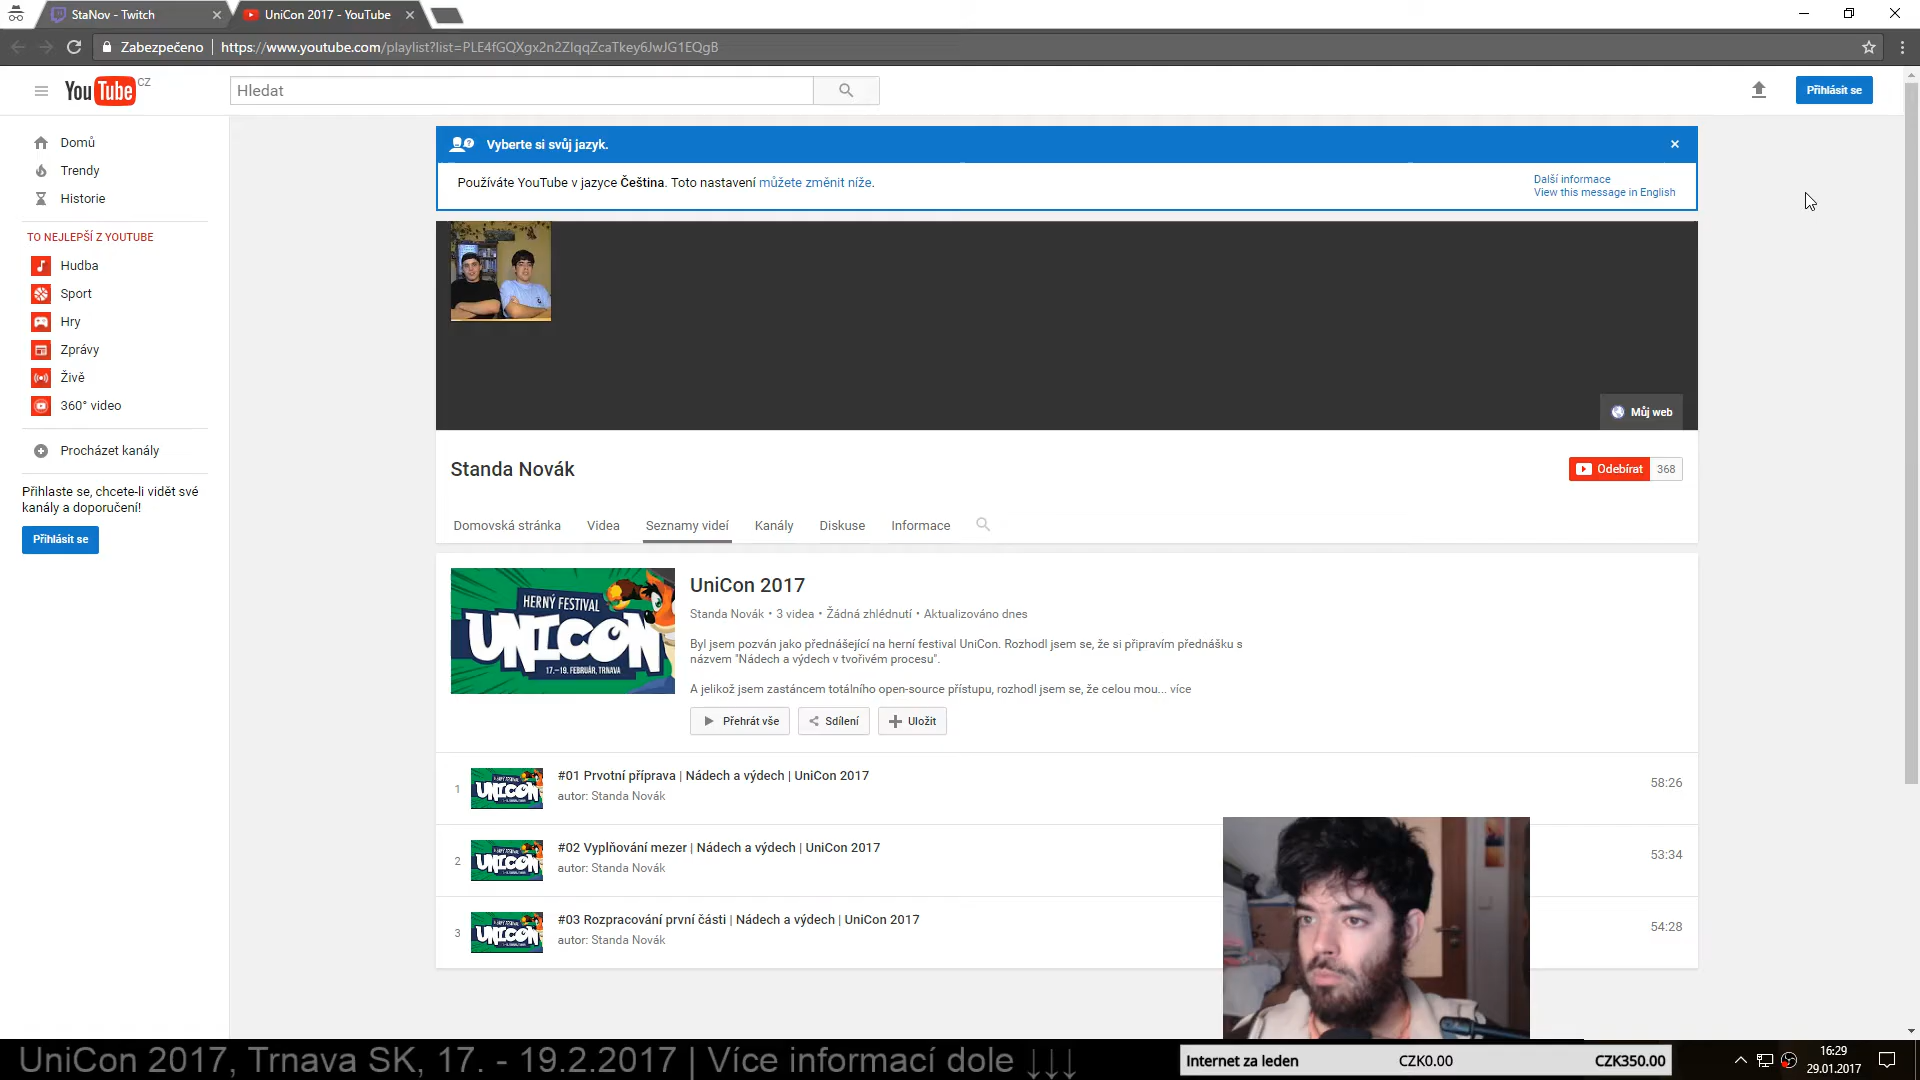 StaNov - Twitch
UniCon 2017 - YouTube
Zabezpečeno
https://www.youtube.com/playlist?list=PLE4fGQXgx2n2ZlqqZcaTkey6JwJG1EQgB
YouTube CZ
Hledat
Přihlásit se
Domů
Trendy
Historie
TO NEJLEPŠÍ Z YOUTUBE
Hudba
Sport
Hry
Zprávy
Živě
360° video
Procházet kanály
Přihlaste se, chcete-li vidět své
kanály a doporučení!
Přihlásit se
Vyberte si svůj jazyk.
Používáte YouTube v jazyce Čeština. Toto nastavení můžete změnit níže.
Další informace
View this message in English
Můj web
Standa Novák
Odebírat 368
Domovská stránka Videa Seznamy videí Kanály Diskuse Informace
HERNÝ FESTIVAL
UNICON
17.–19. FEBRUÁR, TRNAVA
UniCon 2017
Standa Novák • 3 videa • Žádná zhlédnutí • Aktualizováno dnes
Byl jsem pozván jako přednášející na herní festival UniCon. Rozhodl jsem se, že si připravím přednášku s
názvem "Nádech a výdech v tvořivém procesu".
A jelikož jsem zastáncem totálního open-source přístupu, rozhodl jsem se, že celou mou... více
Přehrát vše Sdílení Uložit
1 UNICON #01 Prvotní příprava | Nádech a výdech | UniCon 2017 58:26
autor: Standa Novák
2 UNICON #02 Vyplňování mezer | Nádech a výdech | UniCon 2017 53:34
autor: Standa Novák
3 UNICON #03 Rozpracování první části | Nádech a výdech | UniCon 2017 54:28
autor: Standa Novák
UniCon 2017, Trnava SK, 17. - 19.2.2017 | Více informací dole ↓↓↓
Internet za leden CZK0.00 CZK350.00
16:29
29.01.2017